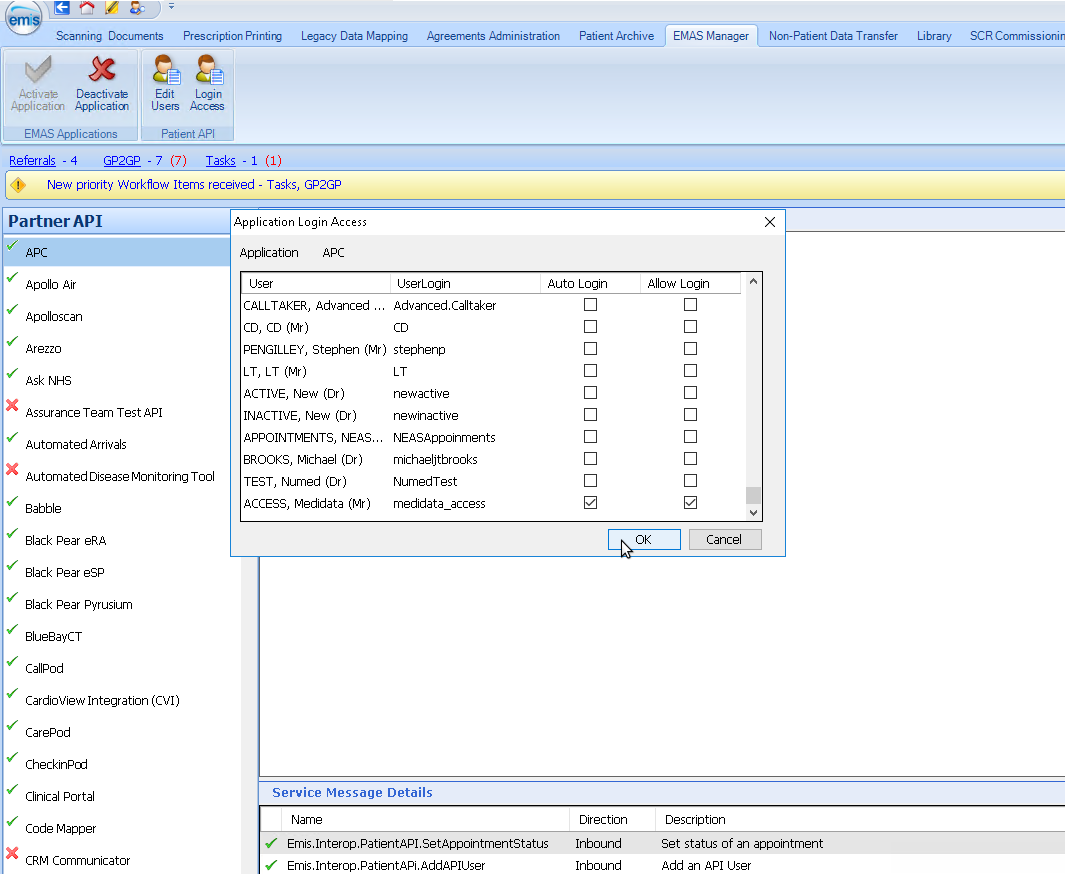 emis
Scanning Documents Prescription Printing Legacy Data Mapping Agreements Administration Patient Archive EMAS Manager Non-Patient Data Transfer Library SCR Commissionin
Activate Application Deactivate Application Edit Users Login Access
EMAS Applications Patient API
Referrals - 4 GP2GP - 7 (7) Tasks - 1 (1)
New priority Workflow Items received - Tasks, GP2GP
Partner API
APC
Apollo Air
Apolloscan
Arezzo
Ask NHS
Assurance Team Test API
Automated Arrivals
Automated Disease Monitoring Tool
Babble
Black Pear eRA
Black Pear eSP
Black Pear Pyrusium
BlueBayCT
CallPod
CardioView Integration (CVI)
CarePod
CheckinPod
Clinical Portal
Code Mapper
CRM Communicator
Application Login Access
Application APC
User UserLogin Auto Login Allow Login
CALLTAKER, Advanced ... Advanced.Calltaker
CD, CD (Mr) CD
PENGILLEY, Stephen (Mr) stephenp
LT, LT (Mr) LT
ACTIVE, New (Dr) newactive
INACTIVE, New (Dr) newinactive
APPOINTMENTS, NEAS... NEASAppoinments
BROOKS, Michael (Dr) michaeljtbrooks
TEST, Numed (Dr) NumedTest
ACCESS, Medidata (Mr) medidata_access
OK Cancel
Service Message Details
Name Direction Description
Emis.Interop.PatientAPI.SetAppointmentStatus Inbound Set status of an appointment
Emis.Interop.PatientAPi.AddAPIUser Inbound Add an API User